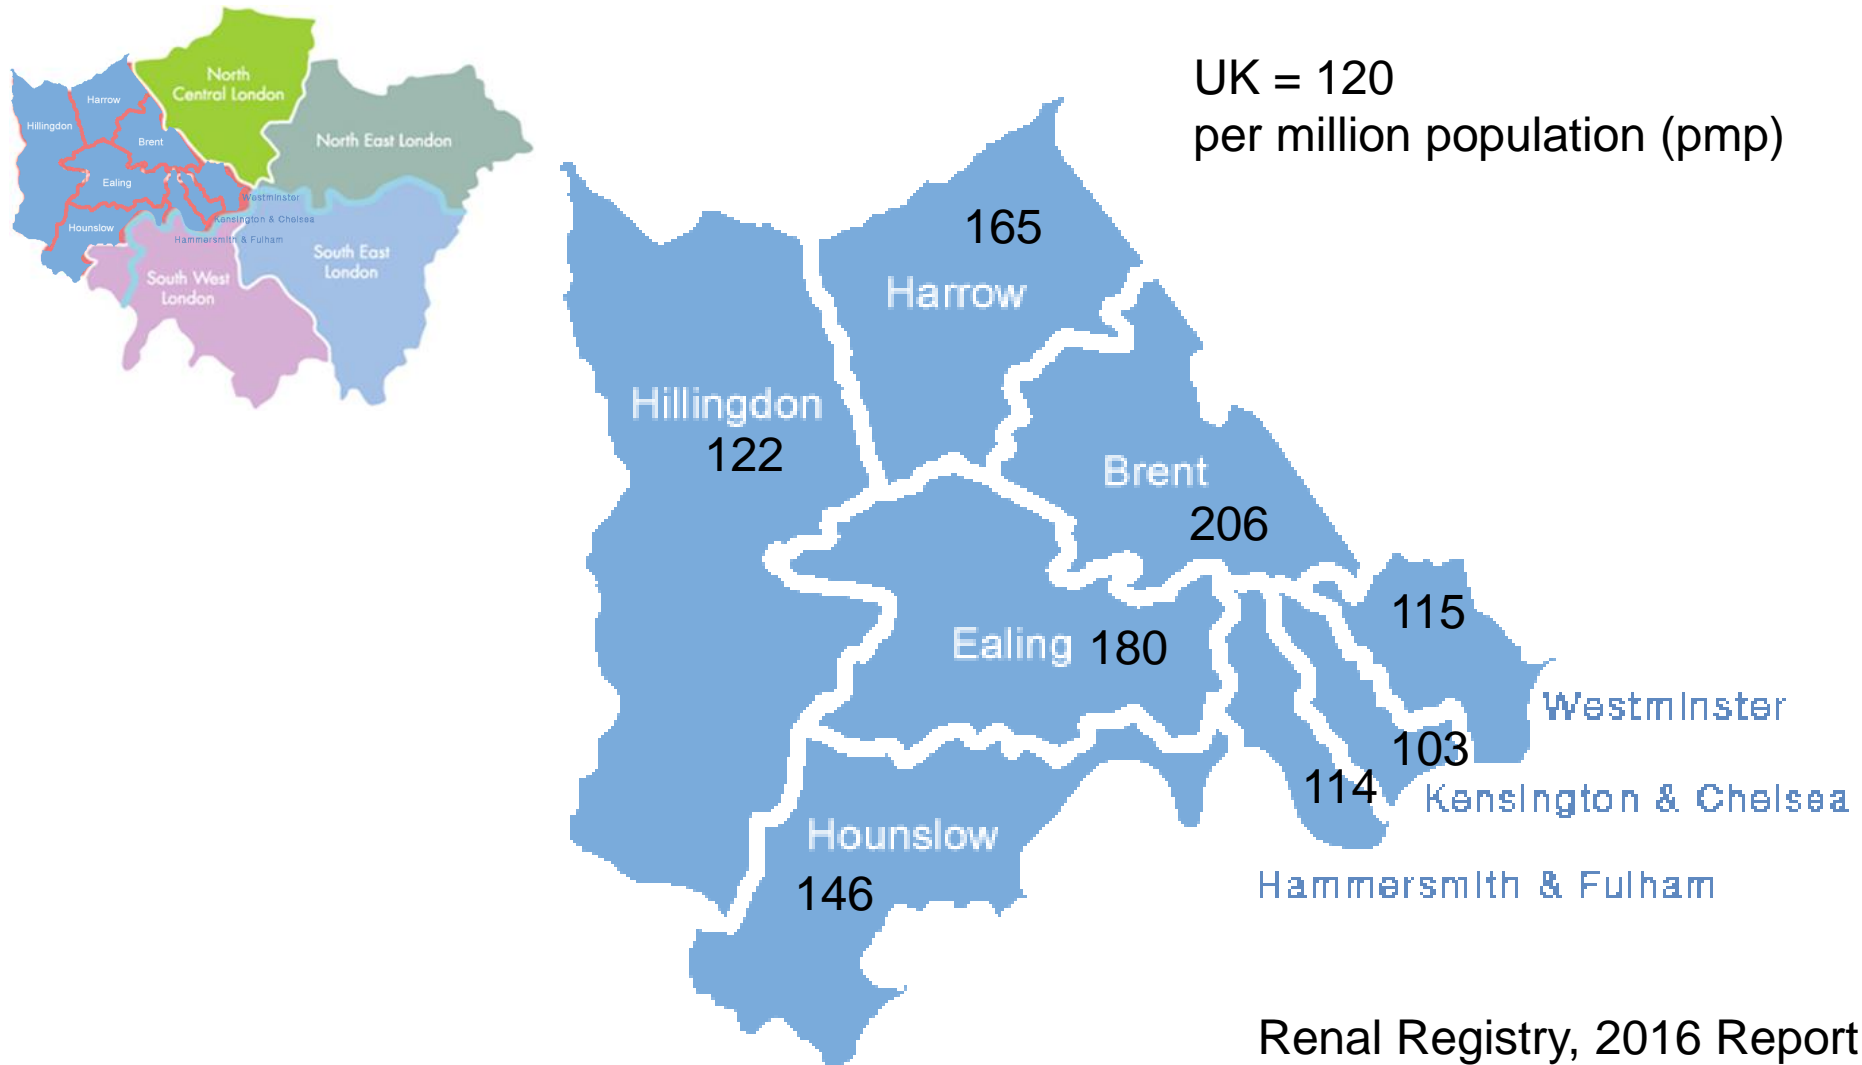 North
Central London
Harrow
Hillingdon
Brent
North East London
Ealing
Westminster
Kensington & Chelsea
Hounslow
Hammersmith & Fulham
South East
London
South West
London
UK = 120
per million population (pmp)
165
Harrow
Hillingdon
122
Brent
206
115
Ealing 180
Westminster
103
114
Kensington & Chelsea
Hounslow
146
Hammersmith & Fulham
Renal Registry, 2016 Report